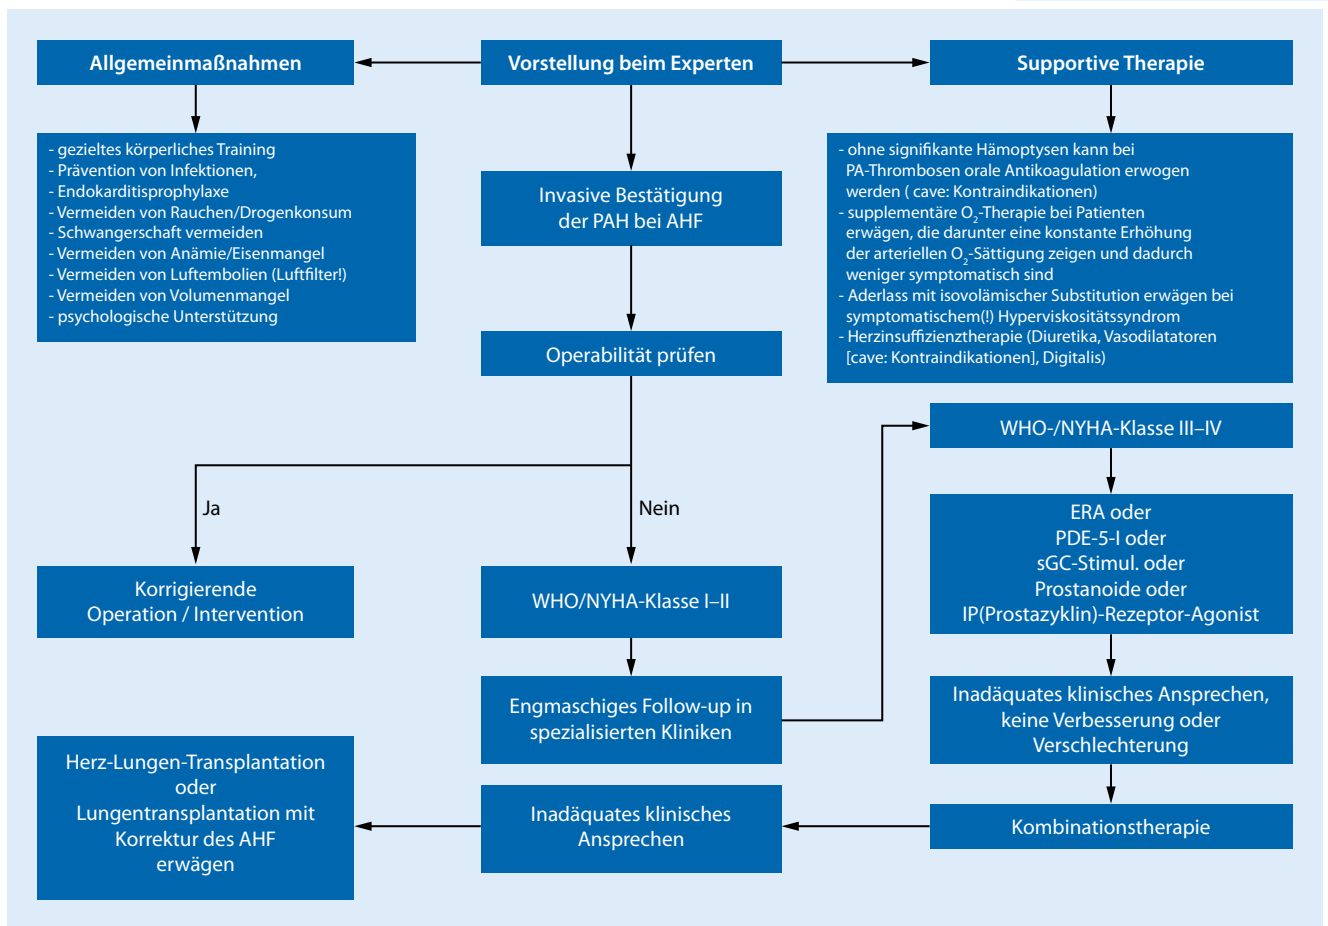 Allgemeinmaßnahmen
Vorstellung beim Experten
Supportive Therapie
- gezieltes körperliches Training
- Prävention von Infektionen,
- Endokarditisprophylaxe
- Vermeiden von Rauchen/Drogenkonsum
- Schwangerschaft vermeiden
- Vermeiden von Anämie/Eisenmangel
- Vermeiden von Luftembolien (Luftfilter!)
- Vermeiden von Volumenmangel
- psychologische Unterstützung
Invasive Bestätigung
der PAH bei AHF
- ohne signifikante Hämoptysen kann bei
PA-Thrombosen orale Antikoagulation erwogen
werden ( cave: Kontraindikationen)
- supplementäre O₂-Therapie bei Patienten
erwägen, die darunter eine konstante Erhöhung
der arteriellen O₂-Sättigung zeigen und dadurch
weniger symptomatisch sind
- Aderlass mit isovolämischer Substitution erwägen bei
symptomatischem(!) Hyperviskositätssyndrom
- Herzinsuffizienztherapie (Diuretika, Vasodilatatoren
[cave: Kontraindikationen], Digitalis)
Operabilität prüfen
Ja
Nein
Korrigierende
Operation / Intervention
WHO/NYHA-Klasse I–II
Engmaschiges Follow-up in
spezialisierten Kliniken
WHO-/NYHA-Klasse III–IV
ERA oder
PDE-5-I oder
sGC-Stimul. oder
Prostanoide oder
IP(Prostazyklin)-Rezeptor-Agonist
Inadäquates klinisches Ansprechen,
keine Verbesserung oder
Verschlechterung
Kombinationstherapie
Inadäquates klinisches
Ansprechen
Herz-Lungen-Transplantation
oder
Lungentransplantation mit
Korrektur des AHF
erwägen